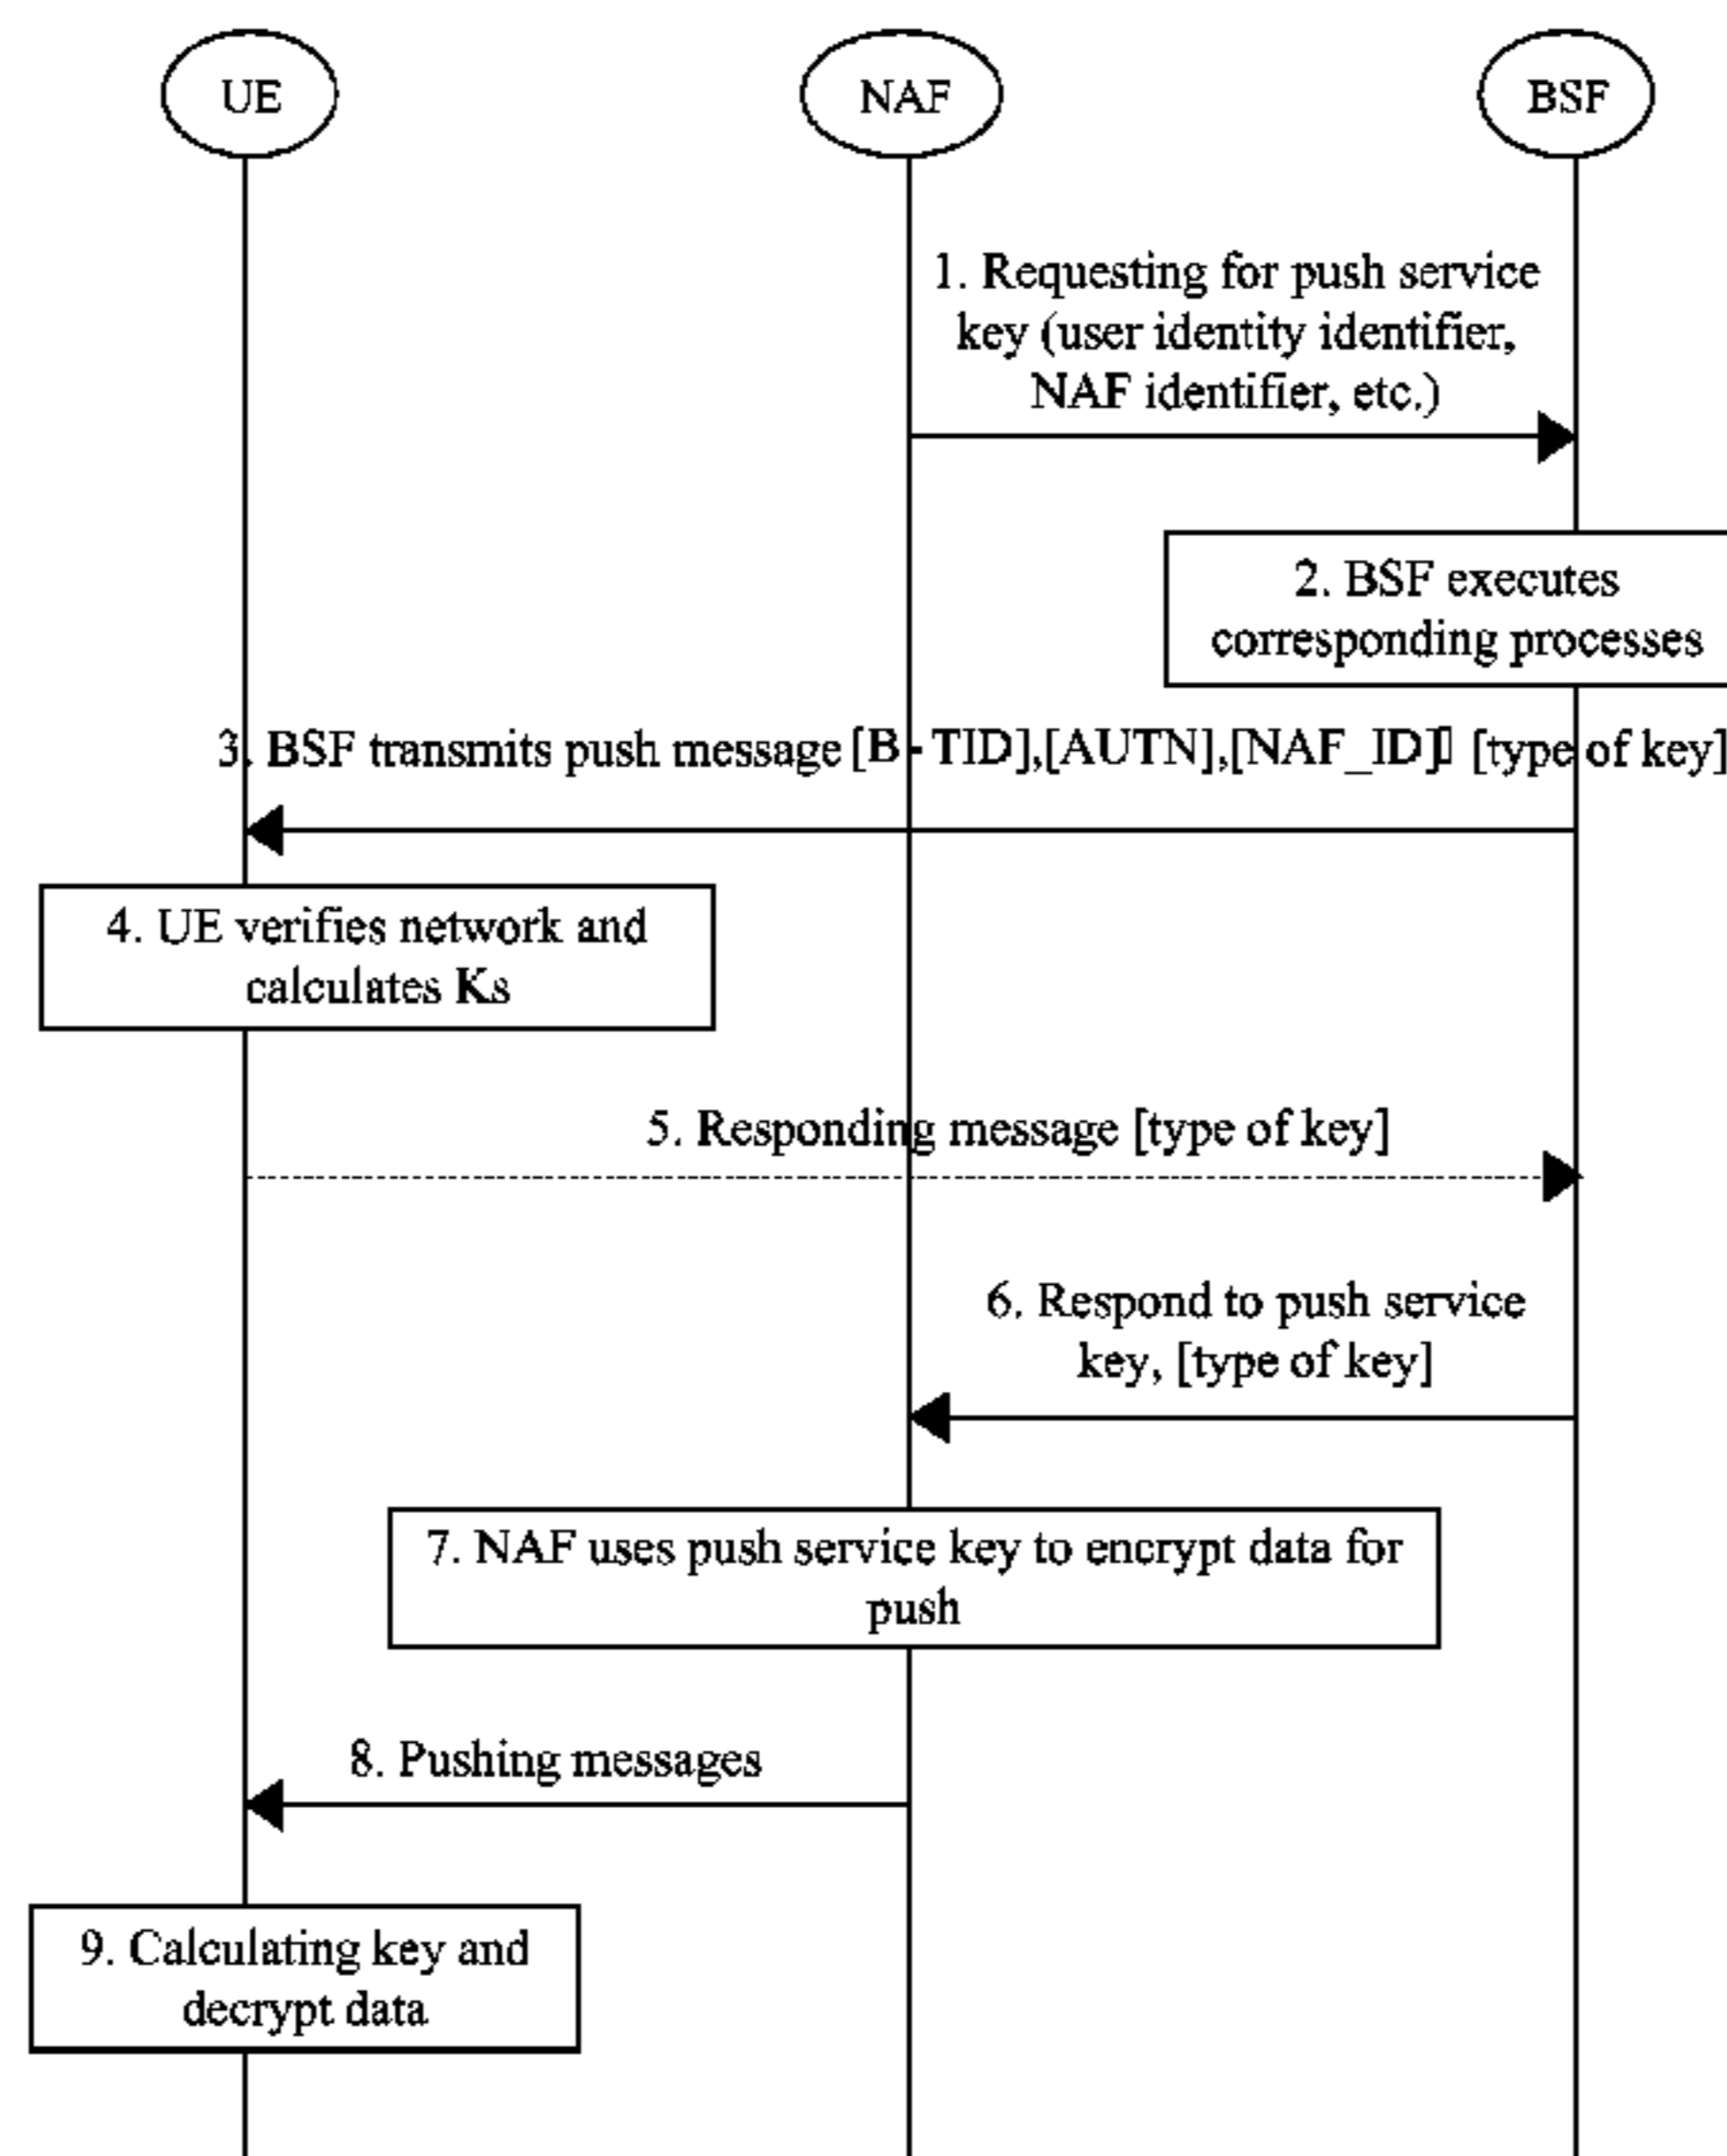 UE
NAF
BSF
1. Requesting for push service
key (user identity identifier,
NAF identifier, etc.)
2. BSF executes
corresponding processes
3. BSF transmits push message [B - TID],[AUTN],[NAF_ID] [type of key]
4. UE verifies network and
calculates Ks
5. Responding message [type of key]
6. Respond to push service
key, [type of key]
7. NAF uses push service key to encrypt data for
push
8. Pushing messages
9. Calculating key and
decrypt data